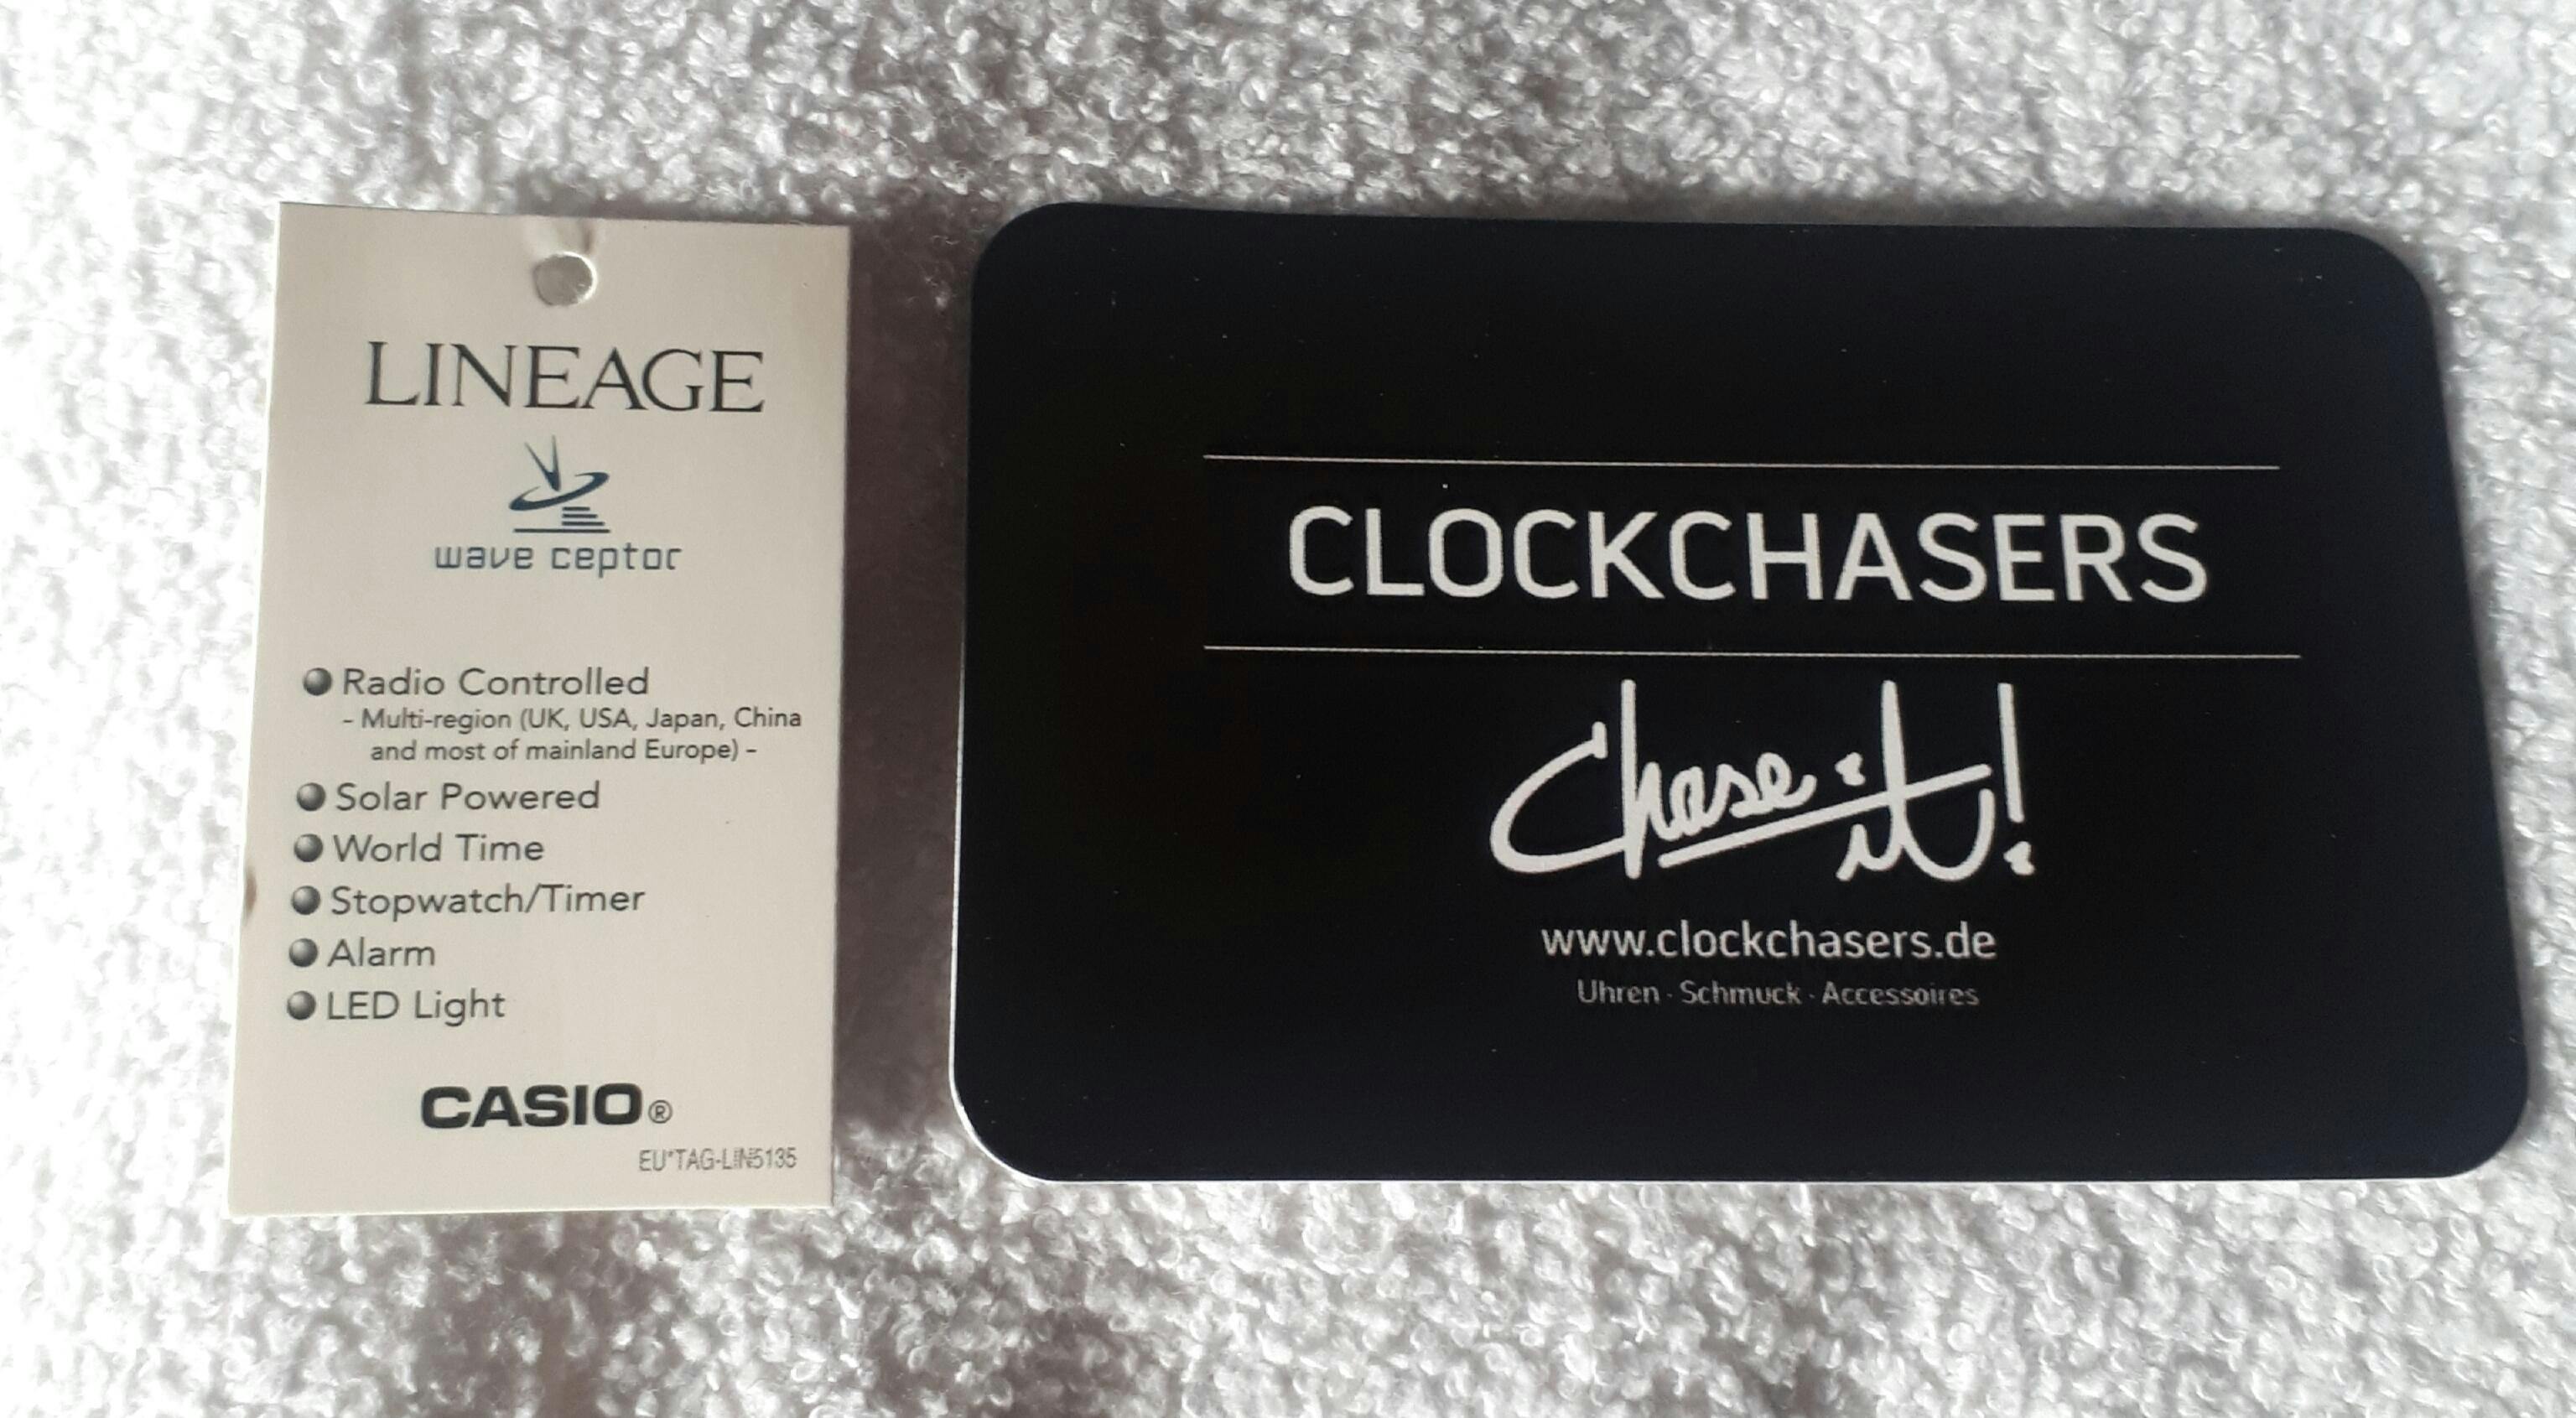 LINEAGE
wave ceptor
Radio Controlled
- Multi-region (UK, USA, Japan, China
and most of mainland Europe) -
Solar Powered
World Time
Stopwatch/Timer
Alarm
LED Light
CASIO®
EU*TAG-LIN5135
CLOCKCHASERS
Chase it!
www.clockchasers.de
Uhren · Schmuck · Accessoires